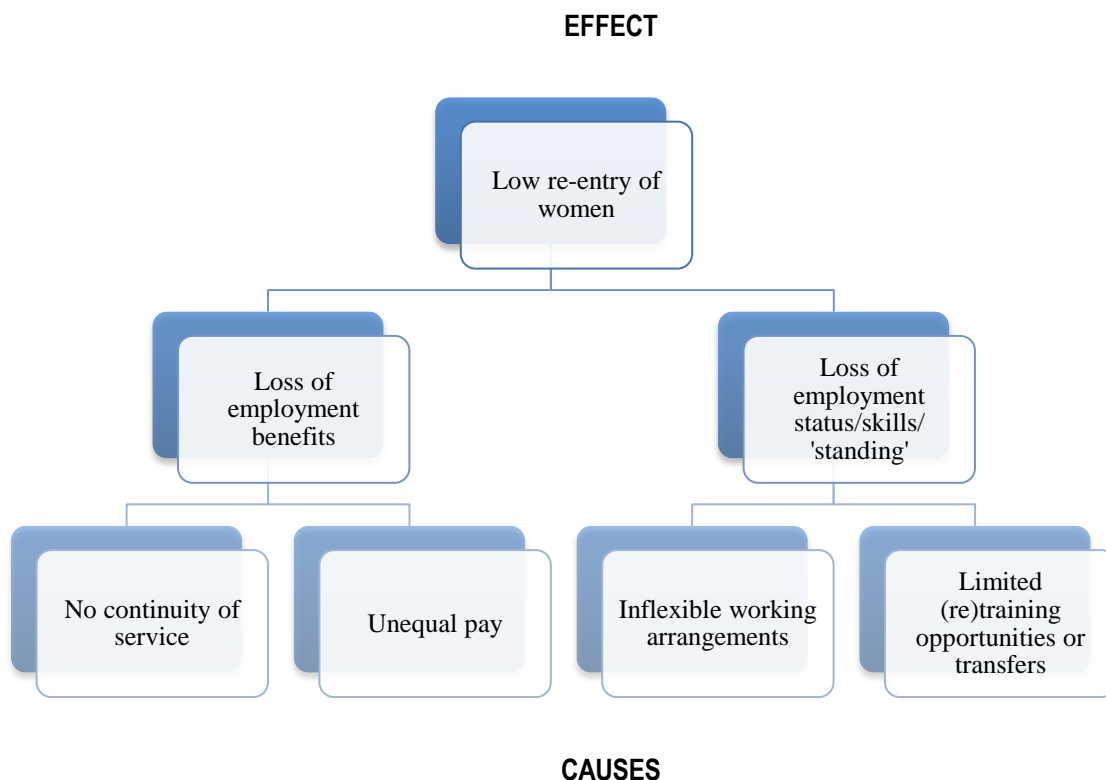 EFFECT
Low re-entry of
women
Loss of
employment
benefits
Loss of
employment
status/skills/
'standing'
No continuity of
service
Unequal pay
Inflexible working
arrangements
Limited
(re)training
opportunities or
transfers
CAUSES